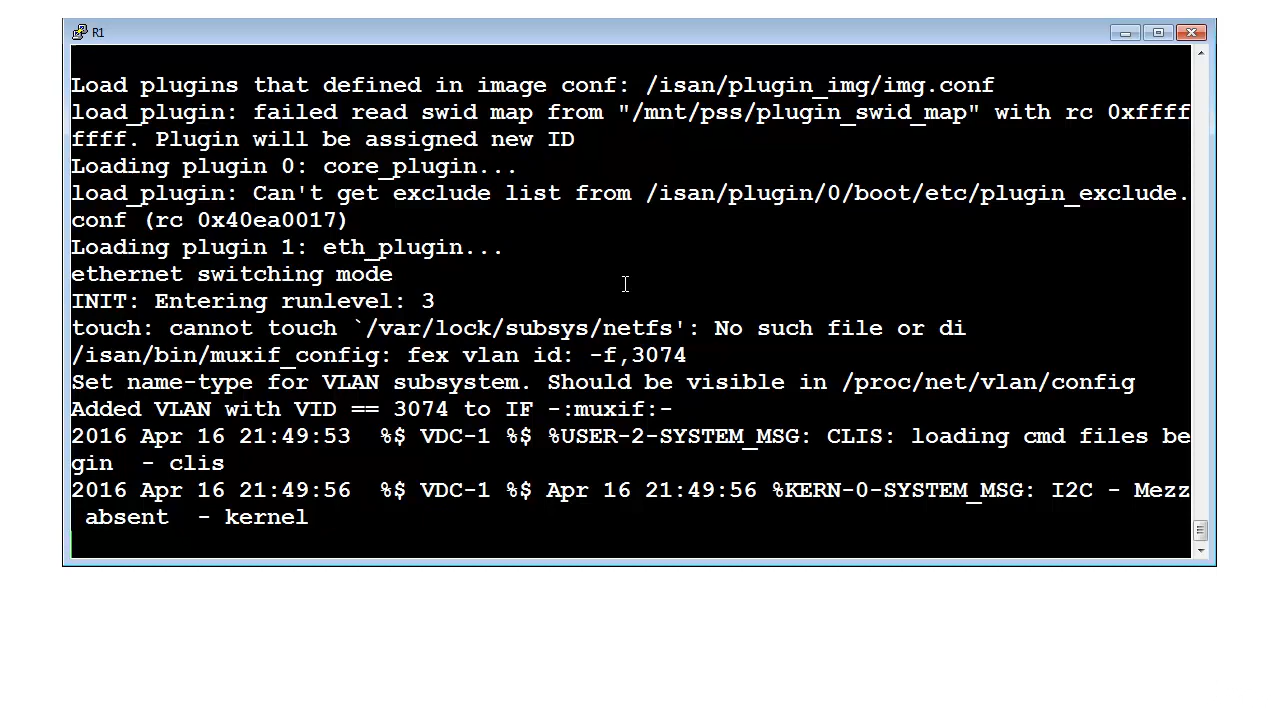 R1
Load plugins that defined in image conf: /isan/plugin_img/img.conf
load_plugin: failed read swid map from "/mnt/pss/plugin_swid_map" with rc 0xffff
ffff. Plugin will be assigned new ID
Loading plugin 0: core_plugin...
load_plugin: Can't get exclude list from /isan/plugin/0/boot/etc/plugin_exclude.
conf (rc 0x40ea0017)
Loading plugin 1: eth_plugin...
ethernet switching mode
INIT: Entering runlevel: 3
touch: cannot touch `/var/lock/subsys/netfs': No such file or di
/isan/bin/muxif_config: fex vlan id: -f,3074
Set name-type for VLAN subsystem. Should be visible in /proc/net/vlan/config
Added VLAN with VID == 3074 to IF -:muxif:-
2016 Apr 16 21:49:53  %$ VDC-1 %$ %USER-2-SYSTEM_MSG: CLIS: loading cmd files be
gin  - clis
2016 Apr 16 21:49:56  %$ VDC-1 %$ Apr 16 21:49:56 %KERN-0-SYSTEM_MSG: I2C - Mezz
 absent  - kernel